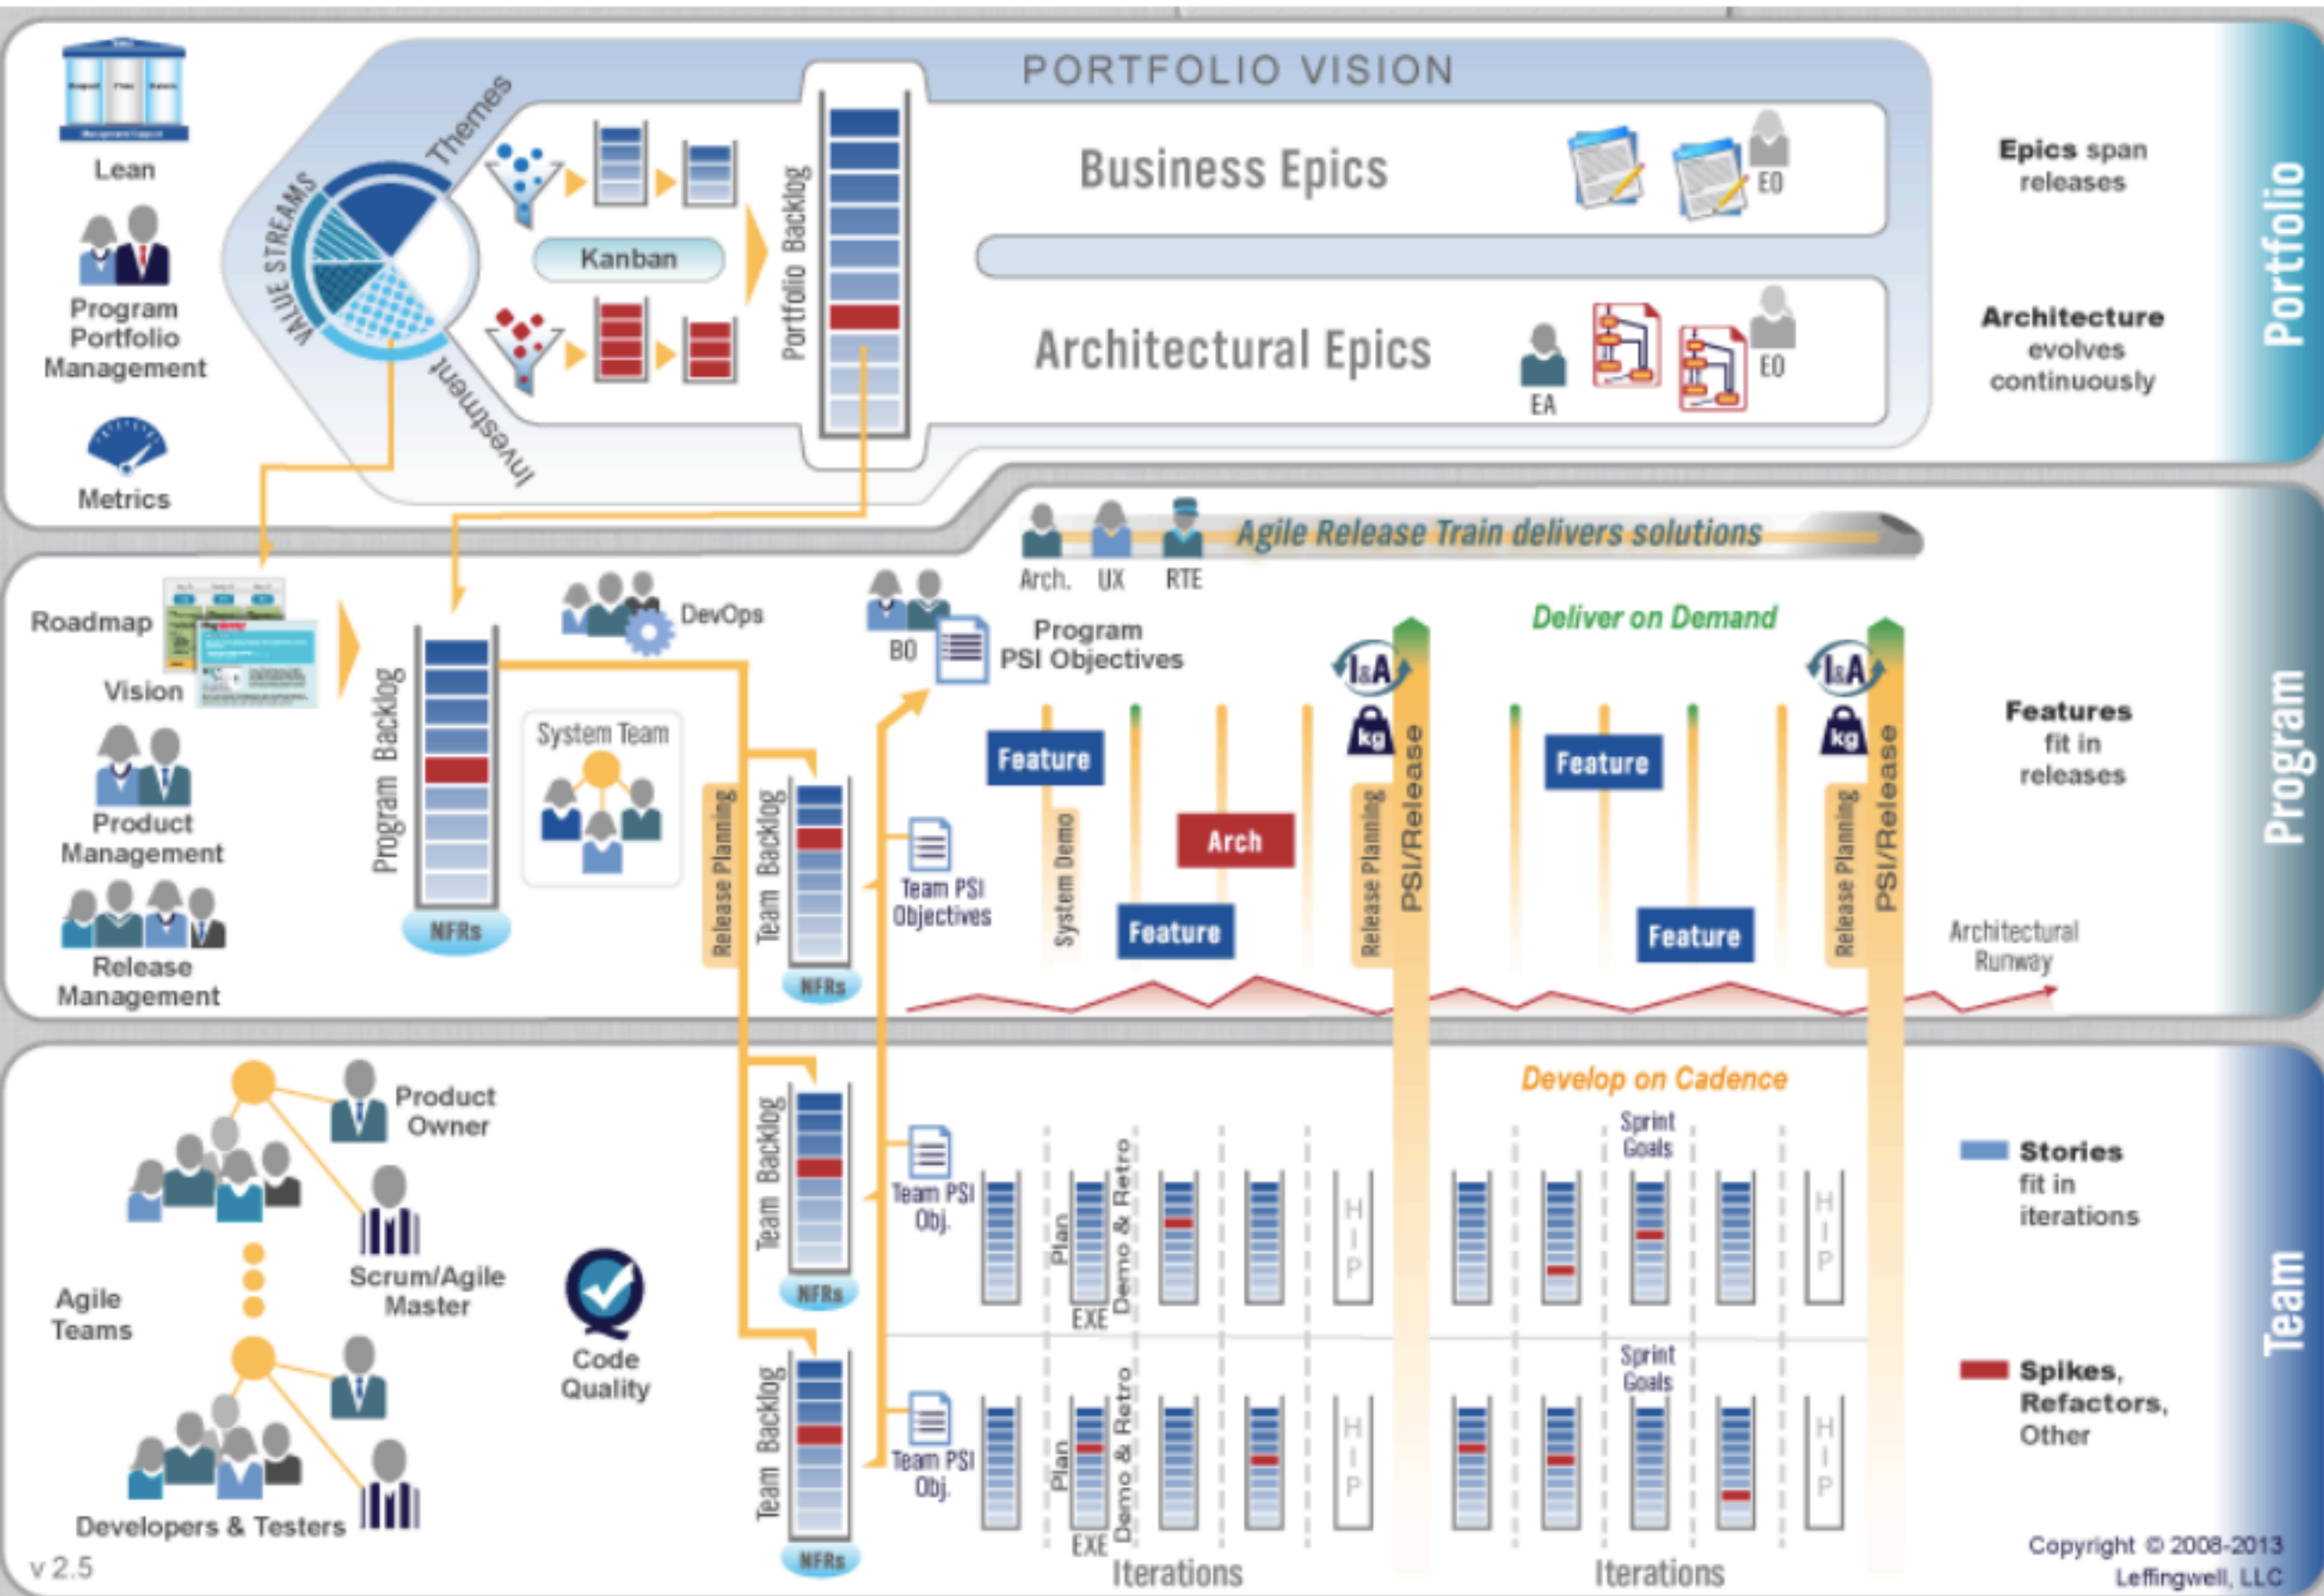 PORTFOLIO VISION
Lean
Program
Portfolio
Management
Metrics
Themes
VALUE STREAMS
Investment
Kanban
Portfolio Backlog
Business Epics
EO
Architectural Epics
EA
EO
Epics span
releases
Architecture
evolves
continuously
Portfolio
Agile Release Train delivers solutions
Arch.
UX
RTE
Roadmap
Vision
Product
Management
Release
Management
Program Backlog
NFRs
DevOps
System Team
Release Planning
Team Backlog
NFRs
BO
Program
PSI Objectives
Team PSI
Objectives
Deliver on Demand
Feature
System Demo
Feature
Arch
I&A
kg
Release Planning
PSI/Release
Feature
Feature
I&A
kg
Release Planning
PSI/Release
Features
fit in
releases
Architectural
Runway
Program
Product
Owner
Scrum/Agile
Master
Agile
Teams
Developers & Testers
Code
Quality
Team Backlog
NFRs
Team PSI
Obj.
Develop on Cadence
Plan
EXE
Demo & Retro
HIP
Sprint
Goals
HIP
Team Backlog
NFRs
Team PSI
Obj.
Plan
EXE
Demo & Retro
HIP
Sprint
Goals
HIP
Iterations
Iterations
Stories
fit in
iterations
Spikes,
Refactors,
Other
Team
v 2.5
Copyright © 2008-2013
Leffingwell, LLC